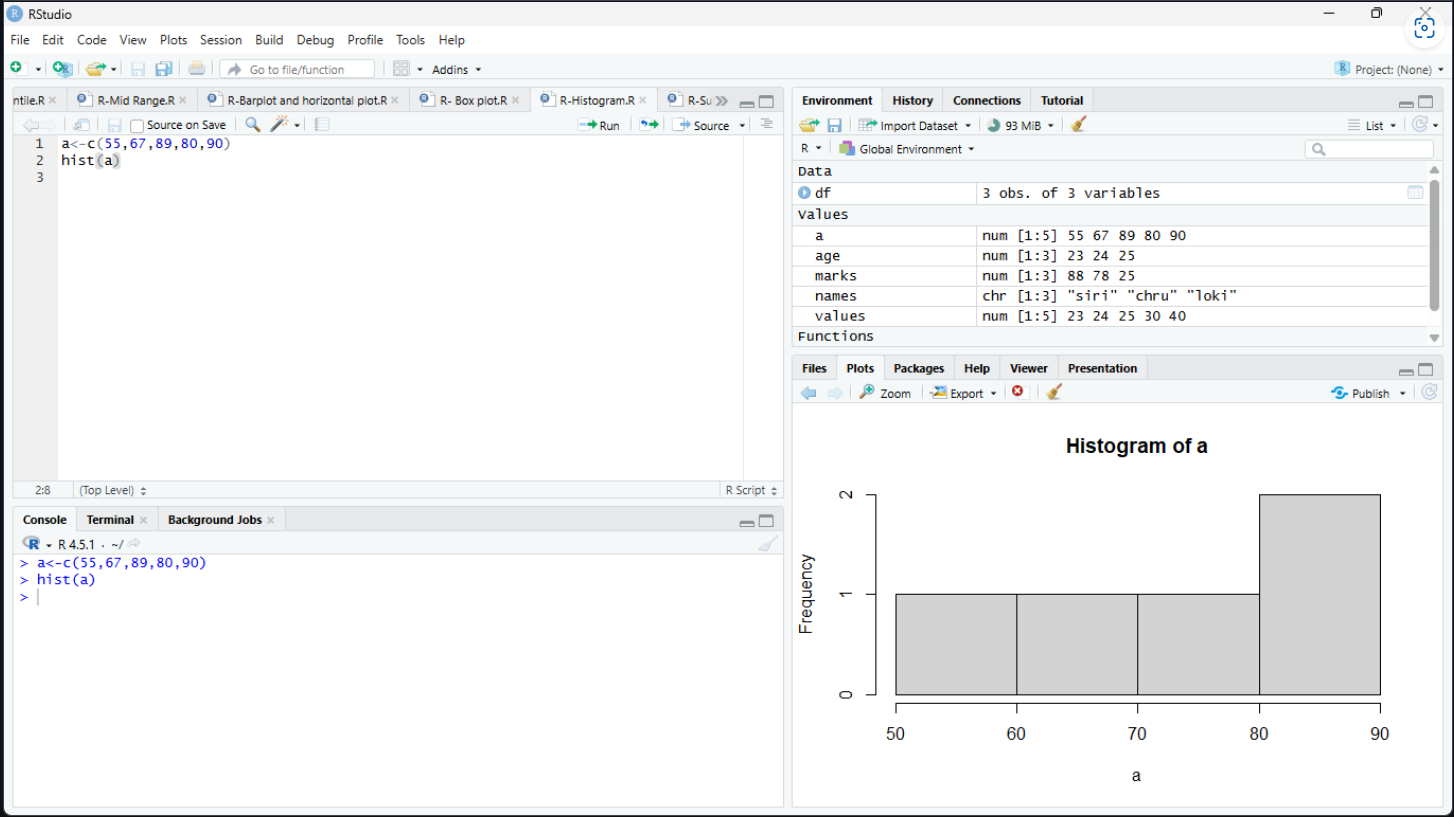 RStudio
File Edit Code View Plots Session Build Debug Profile Tools Help
Go to file/function Addins Project: (None)
ntile.R R-Mid Range.R R-Barplot and horizontal plot.R R- Box plot.R R-Histogram.R R-Su
Source on Save Run Source
1 a<-c(55,67,89,80,90)
2 hist(a)
3
2:8 (Top Level) R Script
Console Terminal Background Jobs
R 4.5.1 · ~/
> a<-c(55,67,89,80,90)
> hist(a)
>
Environment History Connections Tutorial
Import Dataset 93 MiB List
R Global Environment
Data
df 3 obs. of 3 variables
Values
a num [1:5] 55 67 89 80 90
age num [1:3] 23 24 25
marks num [1:3] 88 78 25
names chr [1:3] "siri" "chru" "loki"
values num [1:5] 23 24 25 30 40
Functions
Files Plots Packages Help Viewer Presentation
Zoom Export Publish
Histogram of a
Frequency
2
1
0
50 60 70 80 90
a